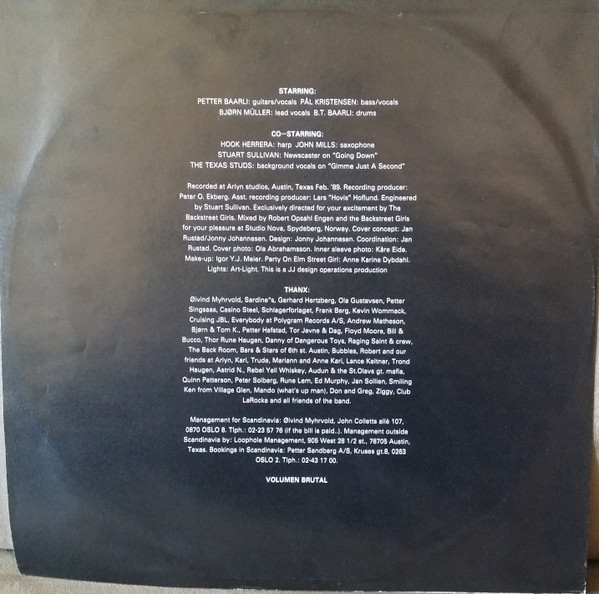 STARRING:
PETTER BAARLI: guitars/vocals PÅL KRISTENSEN: bass/vocals
BJØRN MÜLLER: lead vocals B.T. BAARLI: drums
CO-STARRING:
HOOK HERRERA: harp JOHN MILLS: saxophone
STUART SULLIVAN: Newscaster on "Going Down"
THE TEXAS STUDS: background vocals on "Gimme Just A Second"
Recorded at Arlyn studios, Austin, Texas Feb. '89. Recording producer:
Peter O. Ekberg. Asst. recording producer: Lars "Hovis" Hoflund. Engineered
by Stuart Sullivan. Exclusively directed for your excitement by The
Backstreet Girls. Mixed by Robert Opsahl Engen and the Backstreet Girls
for your pleasure at Studio Nova, Spydeberg, Norway. Cover concept: Jan
Rustad/Jonny Johannesen. Design: Jonny Johannesen. Coordination: Jan
Rustad. Cover photo: Ola Abrahamsson. Inner sleeve photo: Kåre Eide.
Make-up: Igor Y.J. Meier. Party On Elm Street Girl: Anne Karine Dybdahl.
Lights: Art-Light. This is a JJ design operations production
THANX:
Øivind Myhrvold, Sardine"s, Gerhard Hertzberg, Ola Gustavsen, Petter
Singsaas, Casino Steel, Schlagerforlaget, Frank Berg, Kevin Wommack,
Cruising JBL, Everybody at Polygram Records A/S, Andrew Matheson,
Bjørn & Tom K., Petter Hafstad, Tor Jevne & Dag, Floyd Moore, Bill &
Bucco, Thor Rune Haugen, Danny of Dangerous Toys, Raging Saint & crew,
The Back Room, Bars & Stars of 6th st. Austin, Bubbles, Robert and our
friends at Arlyn, Kari, Trude, Mariann and Anne Kari, Lance Keltner, Trond
Haugen, Astrid N., Rebel Yell Whiskey, Audun & the St.Olavs gt. mafia,
Quinn Patterson, Peter Solberg, Rune Lem, Ed Murphy, Jan Sollien, Smiling
Ken from Village Glen, Mando (what's up man), Don and Greg, Ziggy, Club
LaRocka and all friends of the band.
Management for Scandinavia: Øivind Myhrvold, John Colletts allé 107,
0870 OSLO 8. Tlph.: 02-23 57 76 (if the bill is paid..). Management outside
Scandinavia by: Loophole Management, 905 West 28 1/2 st., 78705 Austin,
Texas. Bookings in Scandinavia: Petter Sandberg A/S, Kruses gt.8, 0263
OSLO 2. Tlph.: 02-43 17 00.
VOLUMEN BRUTAL